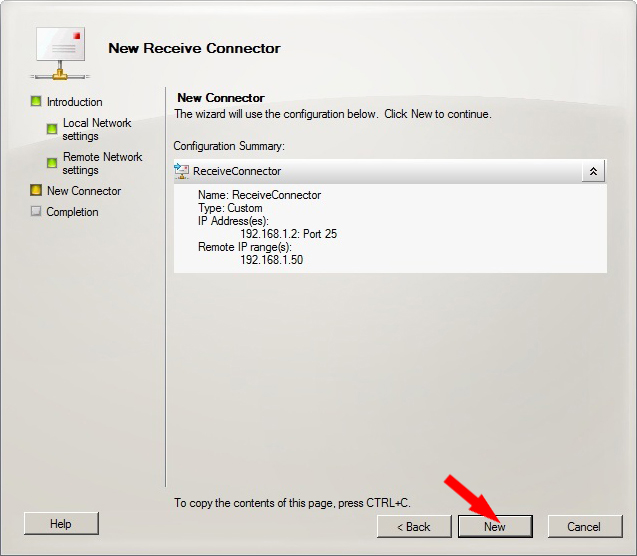 New Receive Connector
Introduction
Local Network
settings
Remote Network
settings
New Connector
Completion
New Connector
The wizard will use the configuration below.  Click New to continue.
Configuration Summary:
ReceiveConnector
Name: ReceiveConnector
Type: Custom
IP Address(es):
192.168.1.2: Port 25
Remote IP range(s):
192.168.1.50
To copy the contents of this page, press CTRL+C.
Help
< Back
New
Cancel